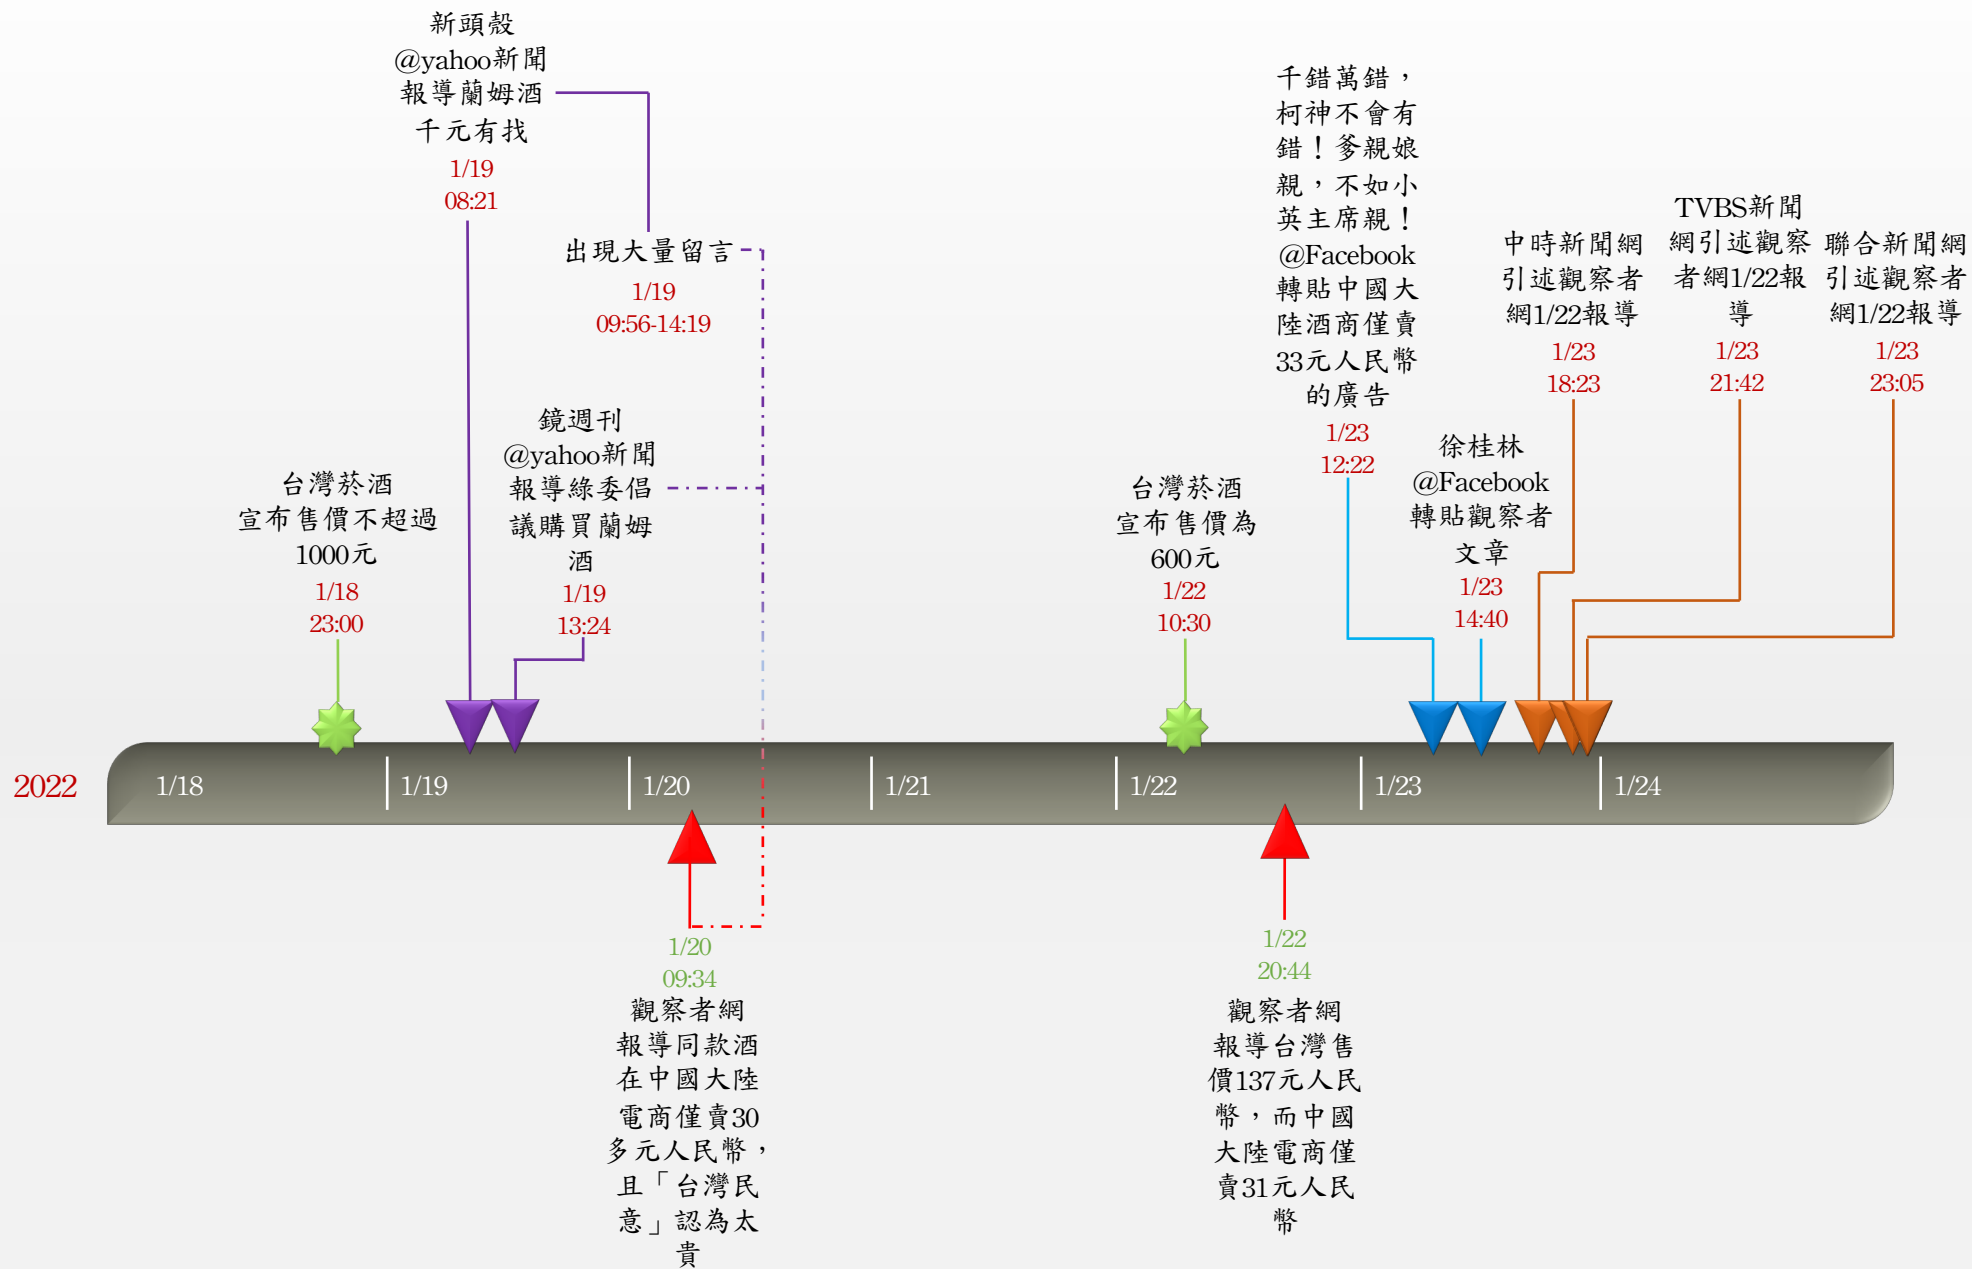 新頭殼
@yahoo新聞
報導蘭姆酒
千元有找
1/19
08:21
出現大量留言
1/19
09:56-14:19
鏡週刊
@yahoo新聞
報導綠委倡
議購買蘭姆
酒
1/19
13:24
台灣菸酒
宣布售價不超過
1000元
1/18
23:00
台灣菸酒
宣布售價為
600元
1/22
10:30
千錯萬錯，
柯神不會有
錯！爹親娘
親，不如小
英主席親！
@Facebook
轉貼中國大
陸酒商僅賣
33元人民幣
的廣告
1/23
12:22
徐桂林
@Facebook
轉貼觀察者
文章
1/23
14:40
中時新聞網
引述觀察者
網1/22報導
1/23
18:23
TVBS新聞
網引述觀察
者網1/22報
導
1/23
21:42
聯合新聞網
引述觀察者
網1/22報導
1/23
23:05
2022
1/18
1/19
1/20
1/21
1/22
1/23
1/24
1/20
09:34
觀察者網
報導同款酒
在中國大陸
電商僅賣30
多元人民幣，
且「台灣民
意」認為太
貴
1/22
20:44
觀察者網
報導台灣售
價137元人民
幣，而中國
大陸電商僅
賣31元人民
幣